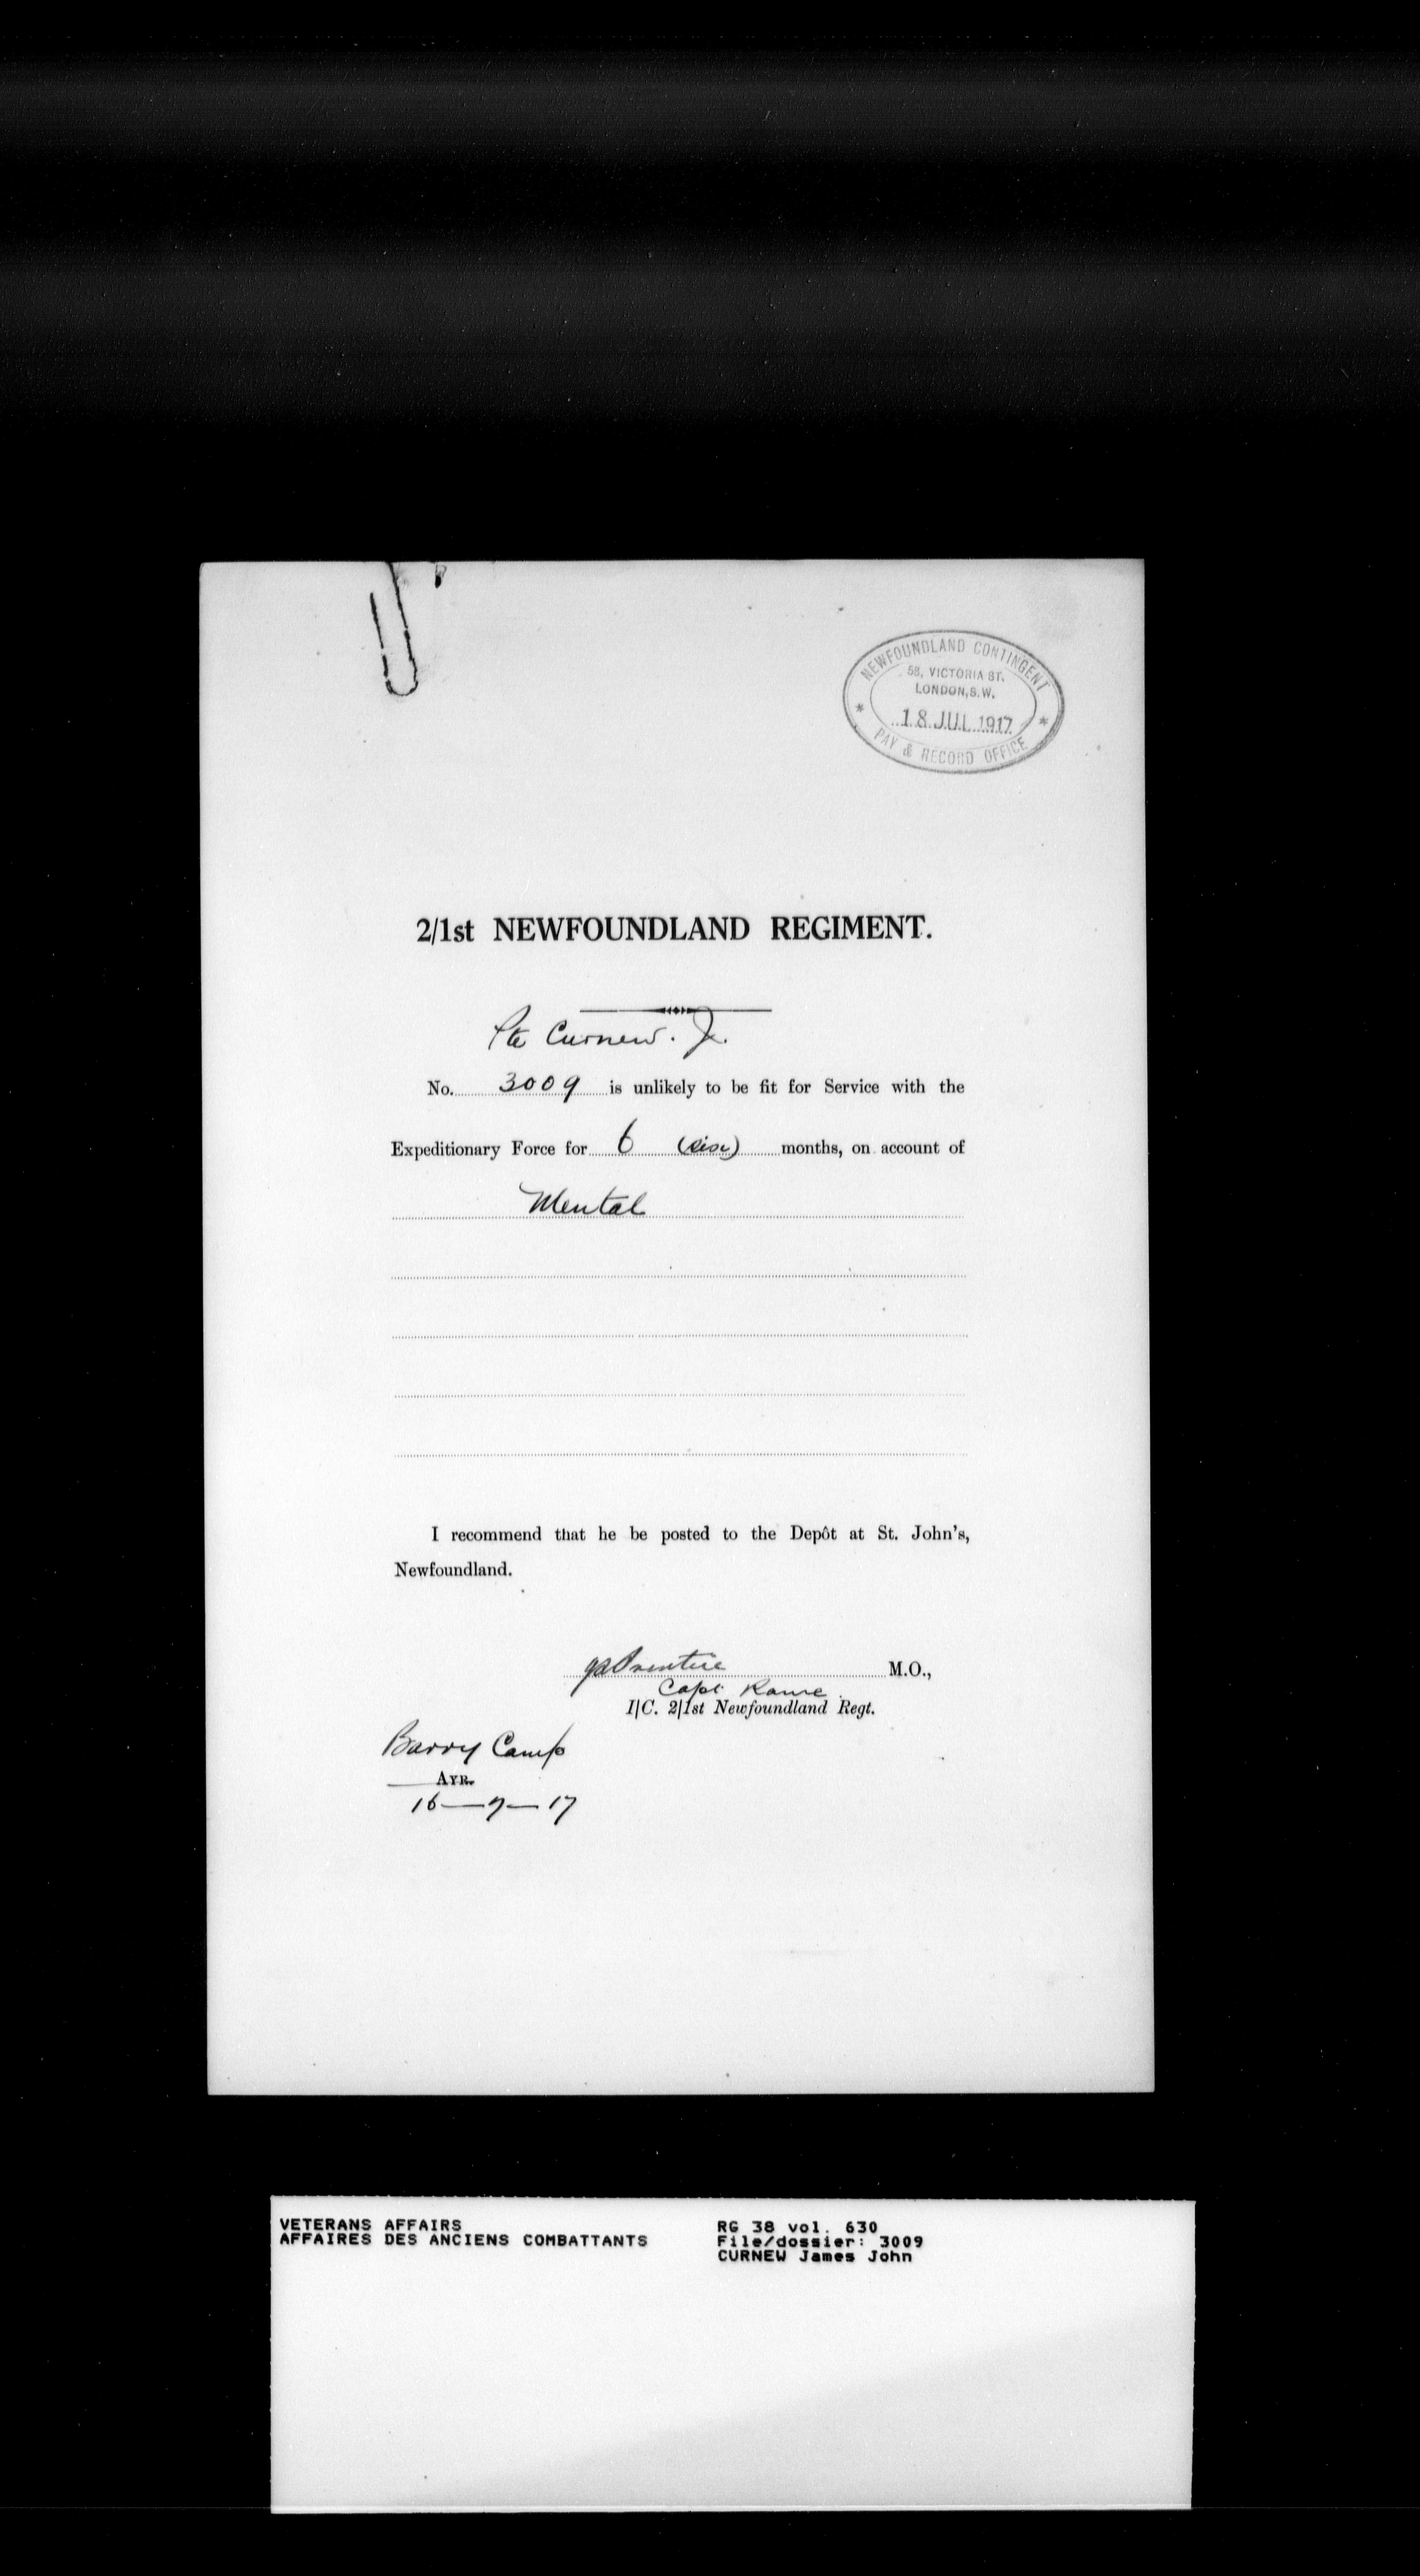 NEWFOUNDLAND CONTINGENT
58, VICTORIA ST.
LONDON, S.W.
18 JUL 1917
PAY & RECORD OFFICE
2/1st NEWFOUNDLAND REGIMENT.
Pte Curnew. J.
No. 3009 is unlikely to be fit for Service with the
Expeditionary Force for 6 (six) months, on account of
Mental
I recommend that he be posted to the Depôt at St. John's,
Newfoundland.
M.O.,
Capt. Ramc
I/C. 2/1st Newfoundland Regt.
Barry Camp
AYR.
16-7-17
VETERANS AFFAIRS
AFFAIRES DES ANCIENS COMBATTANTS
RG 38 vol. 630
File/dossier: 3009
CURNEW James John